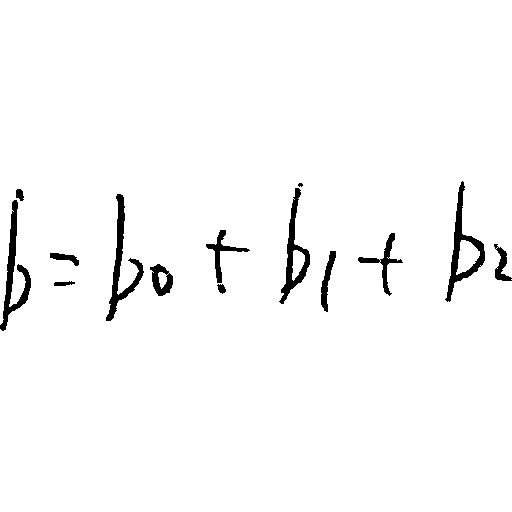 b = b₀ + b₁ + b₂